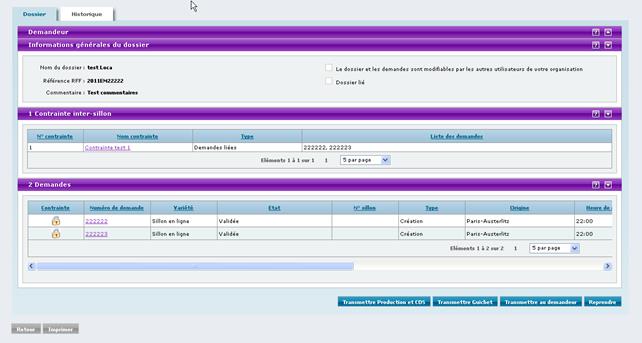 Dossier Historique
Demandeur
Informations générales du dossier
Nom du dossier : test Loca
Le dossier et les demandes sont modifiables par les autres utilisateurs de votre organisation
Référence RFF : 2011EM22222
Dossier lié
Commentaire : Test commentaires
1 Contrainte inter-sillon
N° contrainte Nom contrainte Type Liste des demandes
1 Contrainte test 1 Demandes liées 222222, 222223
Eléments 1 à 1 sur 1 1 5 par page
2 Demandes
Contrainte Numéro de demande Variété Etat N° sillon Type Origine Heure de
222222 Sillon en ligne Validée Création Paris-Austerlitz 22:00
222223 Sillon en ligne Validée Création Paris-Austerlitz 22:00
Eléments 1 à 2 sur 2 1 5 par page
Transmettre Production et CDS Transmettre Guichet Transmettre au demandeur Reprendre
Retour Imprimer